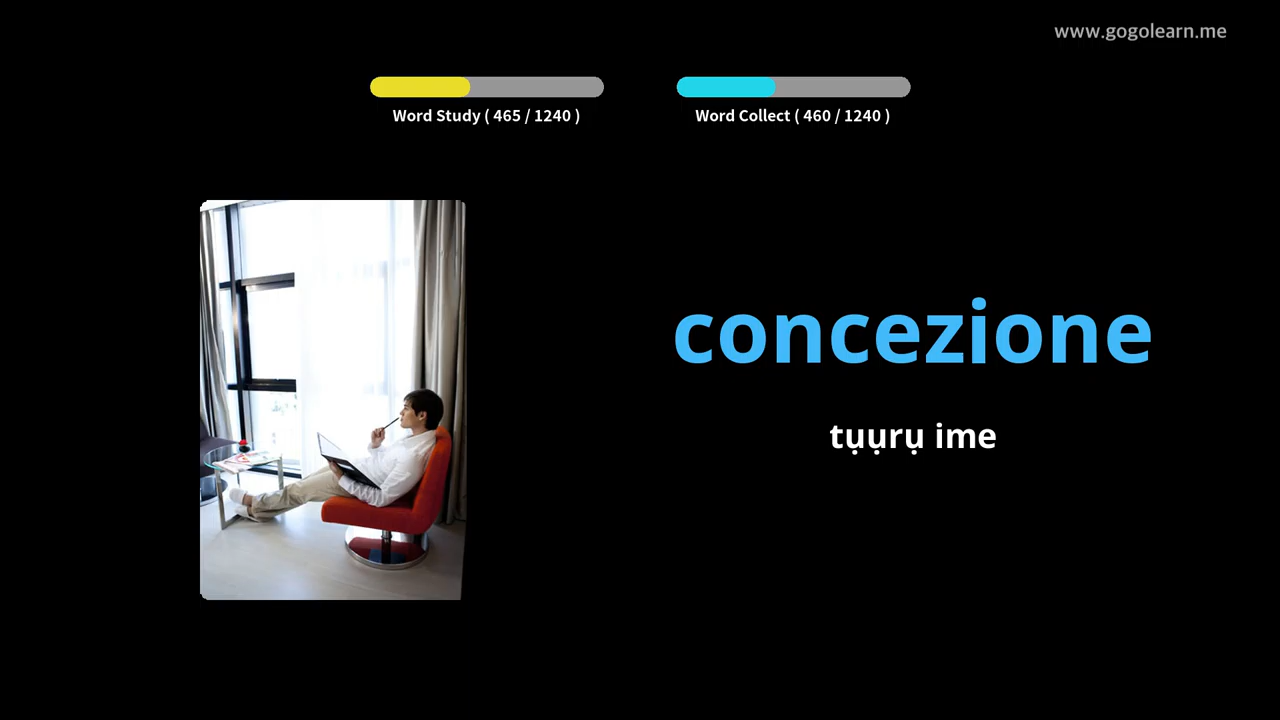 www.gogolearn.me
Word Study ( 465 / 1240 )
Word Collect ( 460 / 1240 )
concezione
tụụrụ ime